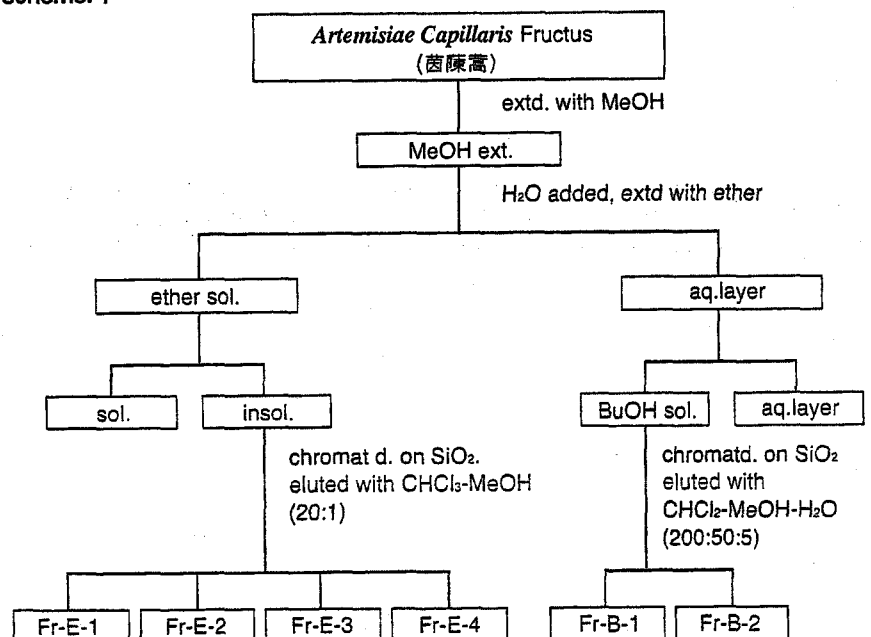 Artemisiae Capillaris Fructus
(茵蔯蒿)
extd. with MeOH
MeOH ext.
H₂O added, extd with ether
ether sol.
aq.layer
sol.
insol.
BuOH sol.
aq.layer
chromat d. on SiO₂.
eluted with CHCl₃-MeOH
(20:1)
chromatd. on SiO₂
eluted with
CHCl₂-MeOH-H₂O
(200:50:5)
Fr-E-1
Fr-E-2
Fr-E-3
Fr-E-4
Fr-B-1
Fr-B-2